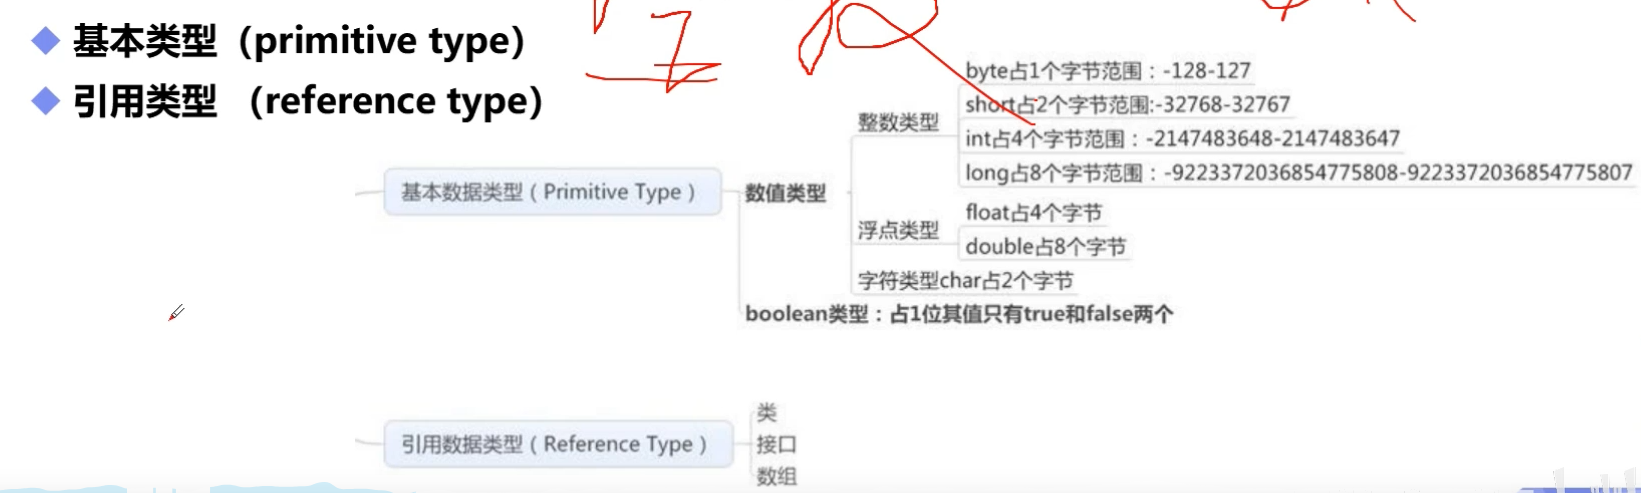 基本类型（primitive type）
引用类型 （reference type）
byte占1个字节范围：-128-127
short占2个字节范围:-32768-32767
整数类型
int占4个字节范围：-2147483648-2147483647
long占8个字节范围：-9223372036854775808-9223372036854775807
基本数据类型（Primitive Type）
数值类型
float占4个字节
浮点类型
double占8个字节
字符类型char占2个字节
boolean类型：占1位其值只有true和false两个
类
引用数据类型（Reference Type）
接口
数组